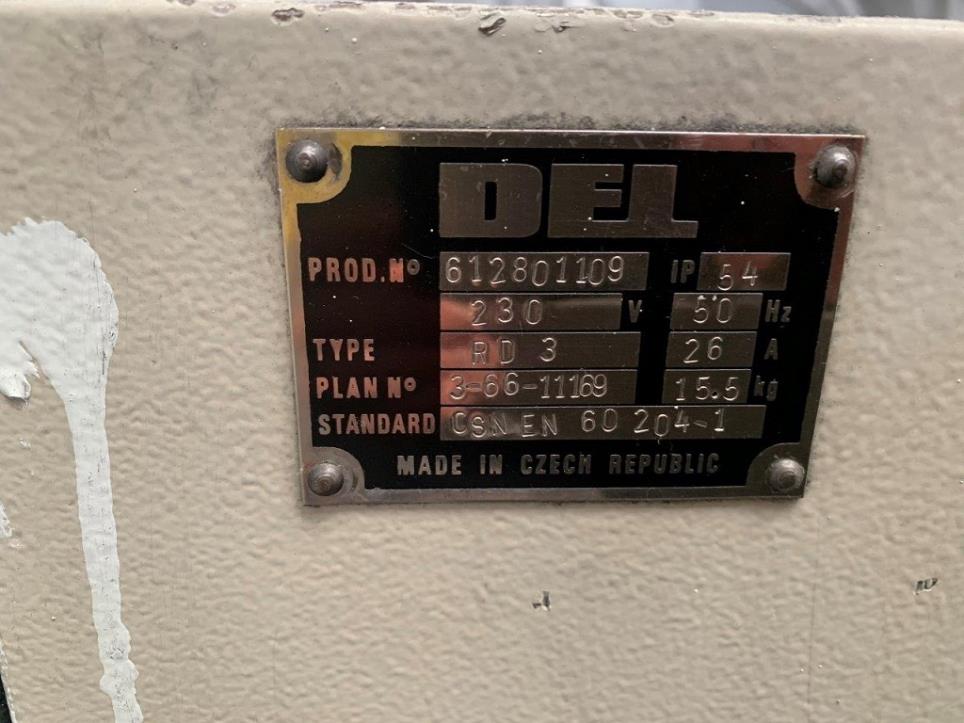 DEL
PROD.Nº 612801109 IP 54
230 V 50 Hz
TYPE RD 3 26 A
PLAN Nº 3-66-11169 15.5 kg
STANDARD CSN EN 60 204-1
MADE IN CZECH REPUBLIC